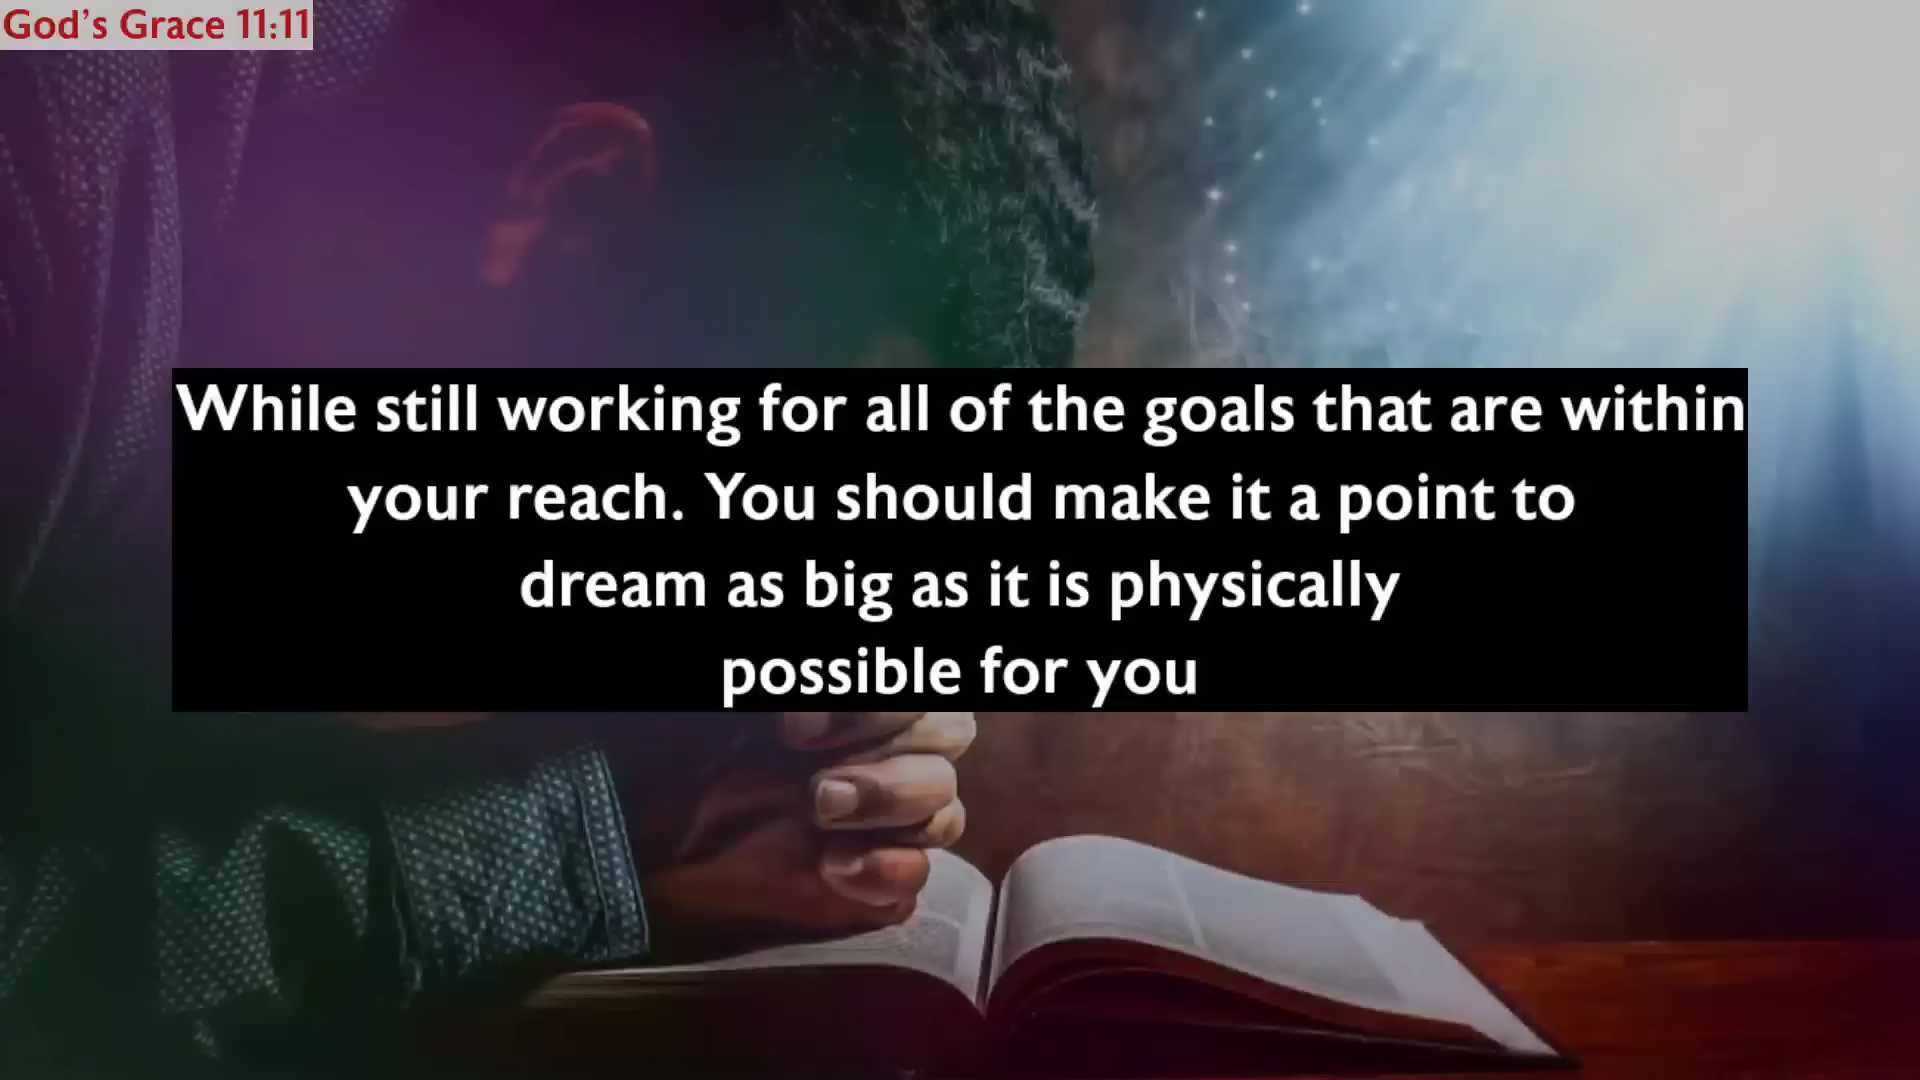 God's Grace 11:11
While still working for all of the goals that are within
your reach. You should make it a point to
dream as big as it is physically
possible for you